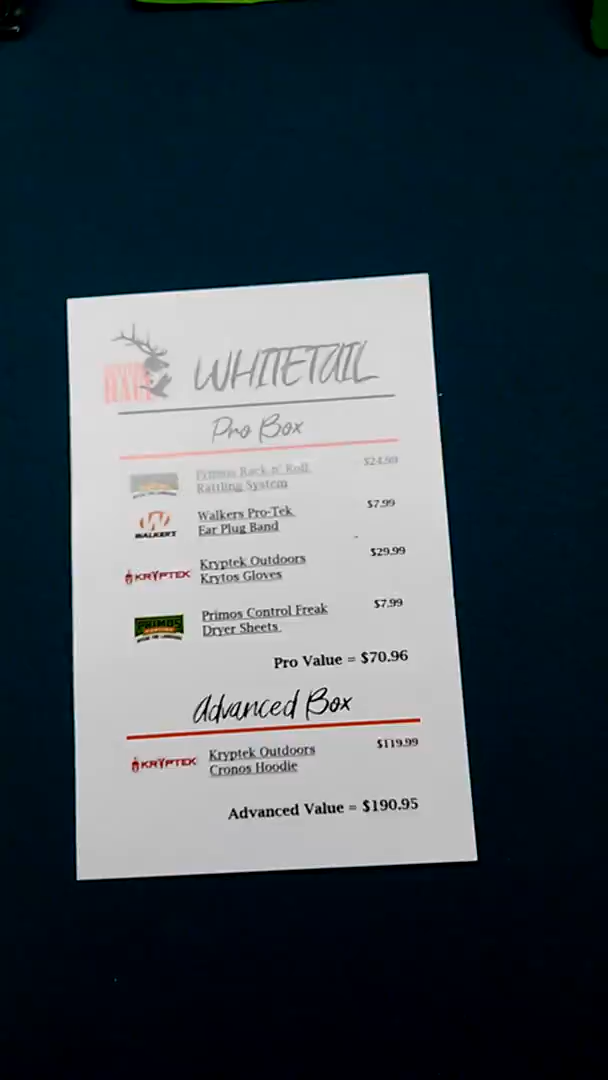 WHITETAIL
Pro Box
Primos Rack n' Roll $24.99
Rattling System
Walkers Pro-Tek $7.99
Ear Plug Band
WALKER'S
Kryptek Outdoors $29.99
KRYPTEK Krytos Gloves
Primos Control Freak $7.99
PRIMOS Dryer Sheets
Pro Value = $70.96
Advanced Box
Kryptek Outdoors $119.99
KRYPTEK Cronos Hoodie
Advanced Value = $190.95